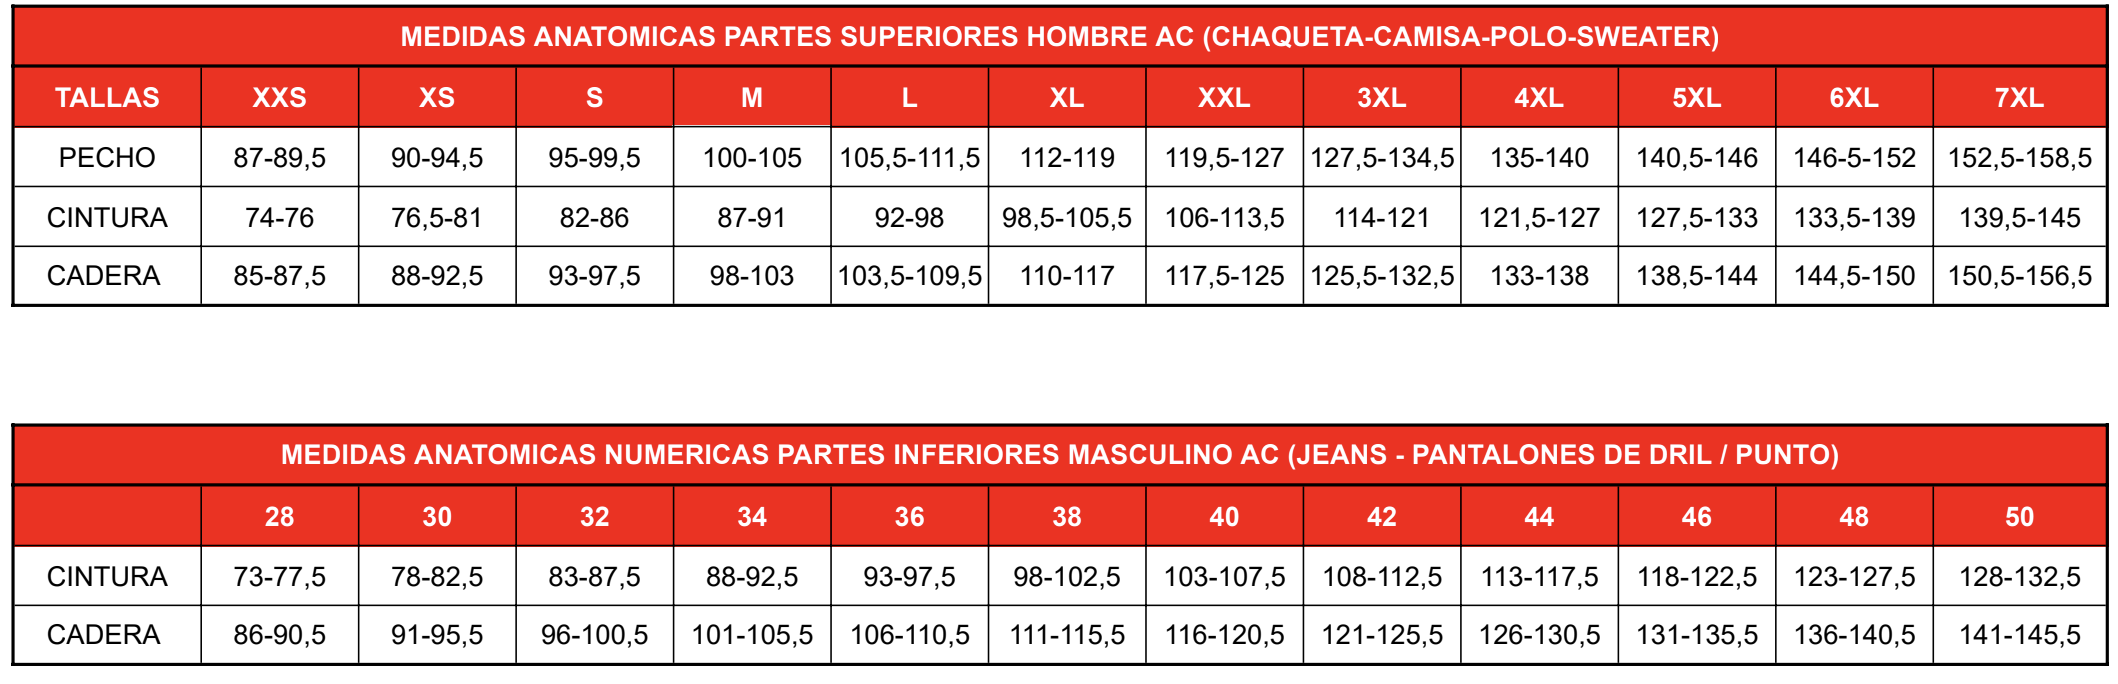 MEDIDAS ANATOMICAS PARTES SUPERIORES HOMBRE AC (CHAQUETA-CAMISA-POLO-SWEATER)
TALLAS XXS XS S M L XL XXL 3XL 4XL 5XL 6XL 7XL
PECHO 87-89,5 90-94,5 95-99,5 100-105 105,5-111,5 112-119 119,5-127 127,5-134,5 135-140 140,5-146 146-5-152 152,5-158,5
CINTURA 74-76 76,5-81 82-86 87-91 92-98 98,5-105,5 106-113,5 114-121 121,5-127 127,5-133 133,5-139 139,5-145
CADERA 85-87,5 88-92,5 93-97,5 98-103 103,5-109,5 110-117 117,5-125 125,5-132,5 133-138 138,5-144 144,5-150 150,5-156,5
MEDIDAS ANATOMICAS NUMERICAS PARTES INFERIORES MASCULINO AC (JEANS - PANTALONES DE DRIL / PUNTO)
28 30 32 34 36 38 40 42 44 46 48 50
CINTURA 73-77,5 78-82,5 83-87,5 88-92,5 93-97,5 98-102,5 103-107,5 108-112,5 113-117,5 118-122,5 123-127,5 128-132,5
CADERA 86-90,5 91-95,5 96-100,5 101-105,5 106-110,5 111-115,5 116-120,5 121-125,5 126-130,5 131-135,5 136-140,5 141-145,5